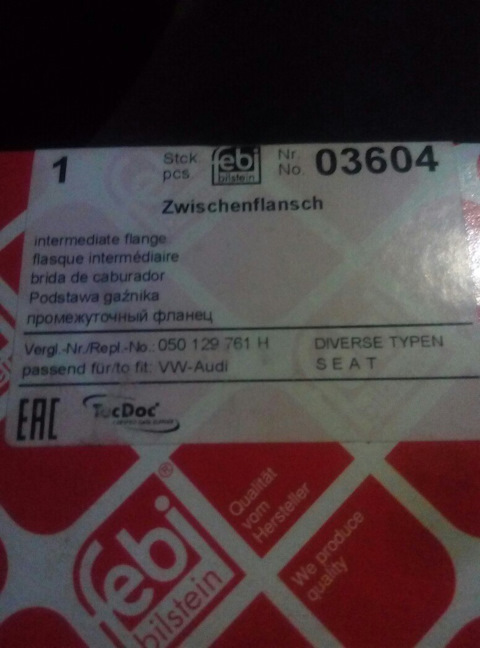 1 Stck. pcs. febi bilstein Nr. No. 03604
Zwischenflansch
intermediate flange
flasque intermédiaire
brida de caburador
Podstawa gaźnika
промежуточный фланец
Vergl.-Nr./Repl.-No.: 050 129 761 H DIVERSE TYPEN
passend für/to fit: VW-Audi SEAT
EAC TecDoc
febi
bilstein
®
Qualität
vom
Hersteller
We produce
quality